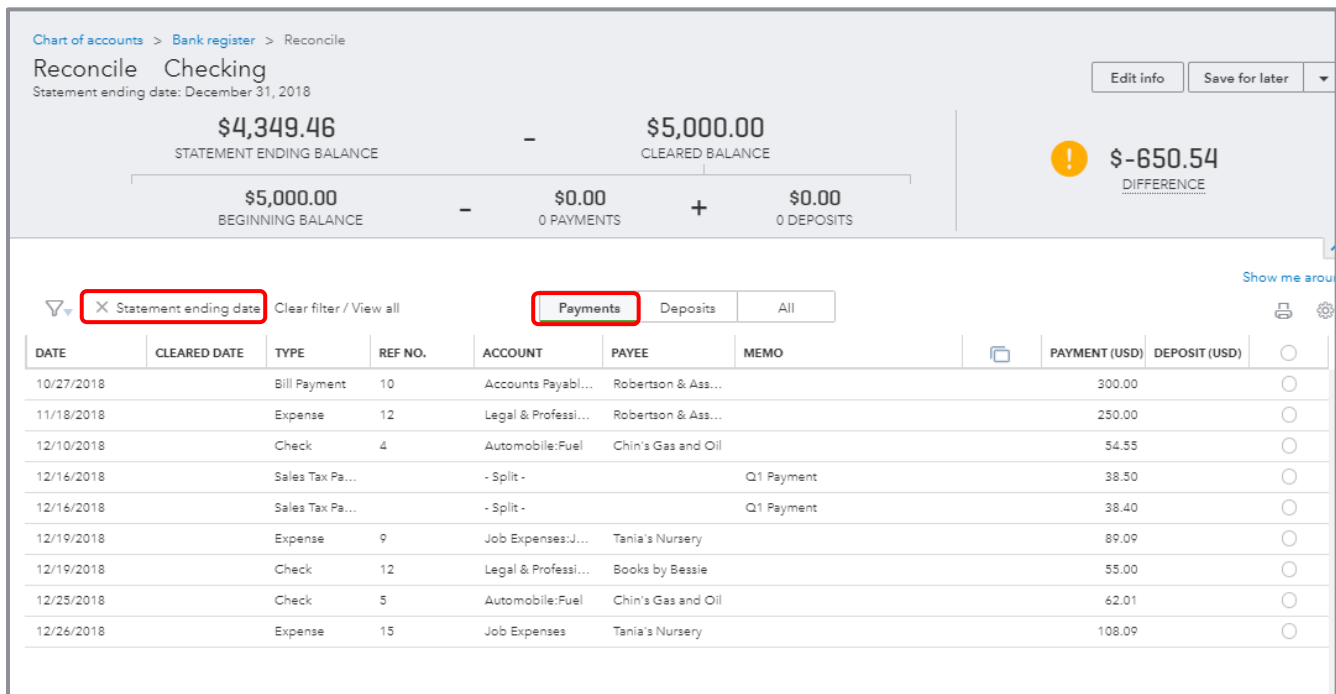 Chart of accounts > Bank register > Reconcile
Reconcile Checking
Edit info Save for later
Statement ending date: December 31, 2018
$4,349.46 - $5,000.00
STATEMENT ENDING BALANCE CLEARED BALANCE
! $-650.54
DIFFERENCE
$5,000.00 - $0.00 + $0.00
BEGINNING BALANCE 0 PAYMENTS 0 DEPOSITS
Show me arou
× Statement ending date Clear filter / View all Payments Deposits All
DATE CLEARED DATE TYPE REF NO. ACCOUNT PAYEE MEMO PAYMENT (USD) DEPOSIT (USD)
10/27/2018 Bill Payment 10 Accounts Payabl... Robertson & Ass... 300.00
11/18/2018 Expense 12 Legal & Professi... Robertson & Ass... 250.00
12/10/2018 Check 4 Automobile:Fuel Chin's Gas and Oil 54.55
12/16/2018 Sales Tax Pa... - Split - Q1 Payment 38.50
12/16/2018 Sales Tax Pa... - Split - Q1 Payment 38.40
12/19/2018 Expense 9 Job Expenses:J... Tania's Nursery 89.09
12/19/2018 Check 12 Legal & Professi... Books by Bessie 55.00
12/25/2018 Check 5 Automobile:Fuel Chin's Gas and Oil 62.01
12/26/2018 Expense 15 Job Expenses Tania's Nursery 108.09